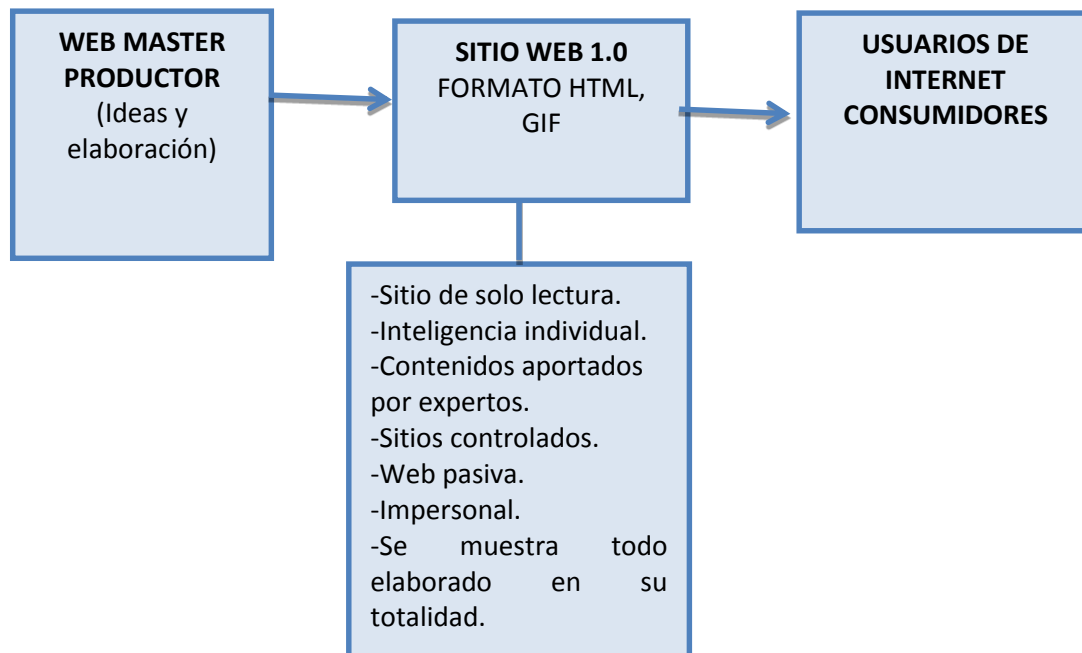 WEB MASTER
PRODUCTOR
(Ideas y
elaboración)
SITIO WEB 1.0
FORMATO HTML,
GIF
USUARIOS DE
INTERNET
CONSUMIDORES
-Sitio de solo lectura.
-Inteligencia individual.
-Contenidos aportados
por expertos.
-Sitios controlados.
-Web pasiva.
-Impersonal.
-Se muestra todo
elaborado en su
totalidad.